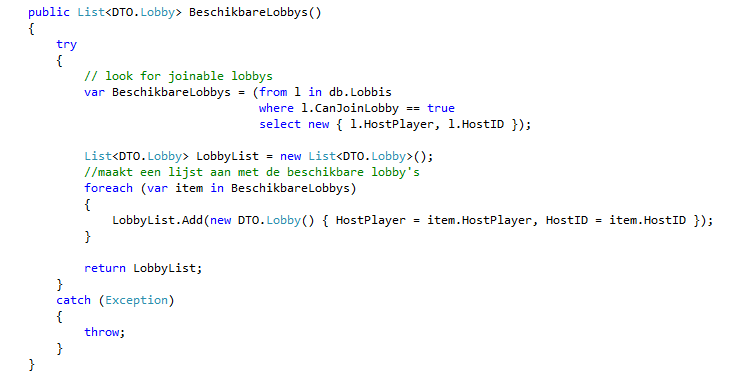 public List<DTO.Lobby> BeschikbareLobbys()
{
try
{
// look for joinable lobbys
var BeschikbareLobbys = (from l in db.Lobbis
where l.CanJoinLobby == true
select new { l.HostPlayer, l.HostID });
List<DTO.Lobby> LobbyList = new List<DTO.Lobby>();
//maakt een lijst aan met de beschikbare lobby's
foreach (var item in BeschikbareLobbys)
{
LobbyList.Add(new DTO.Lobby() { HostPlayer = item.HostPlayer, HostID = item.HostID });
}
return LobbyList;
}
catch (Exception)
{
throw;
}
}